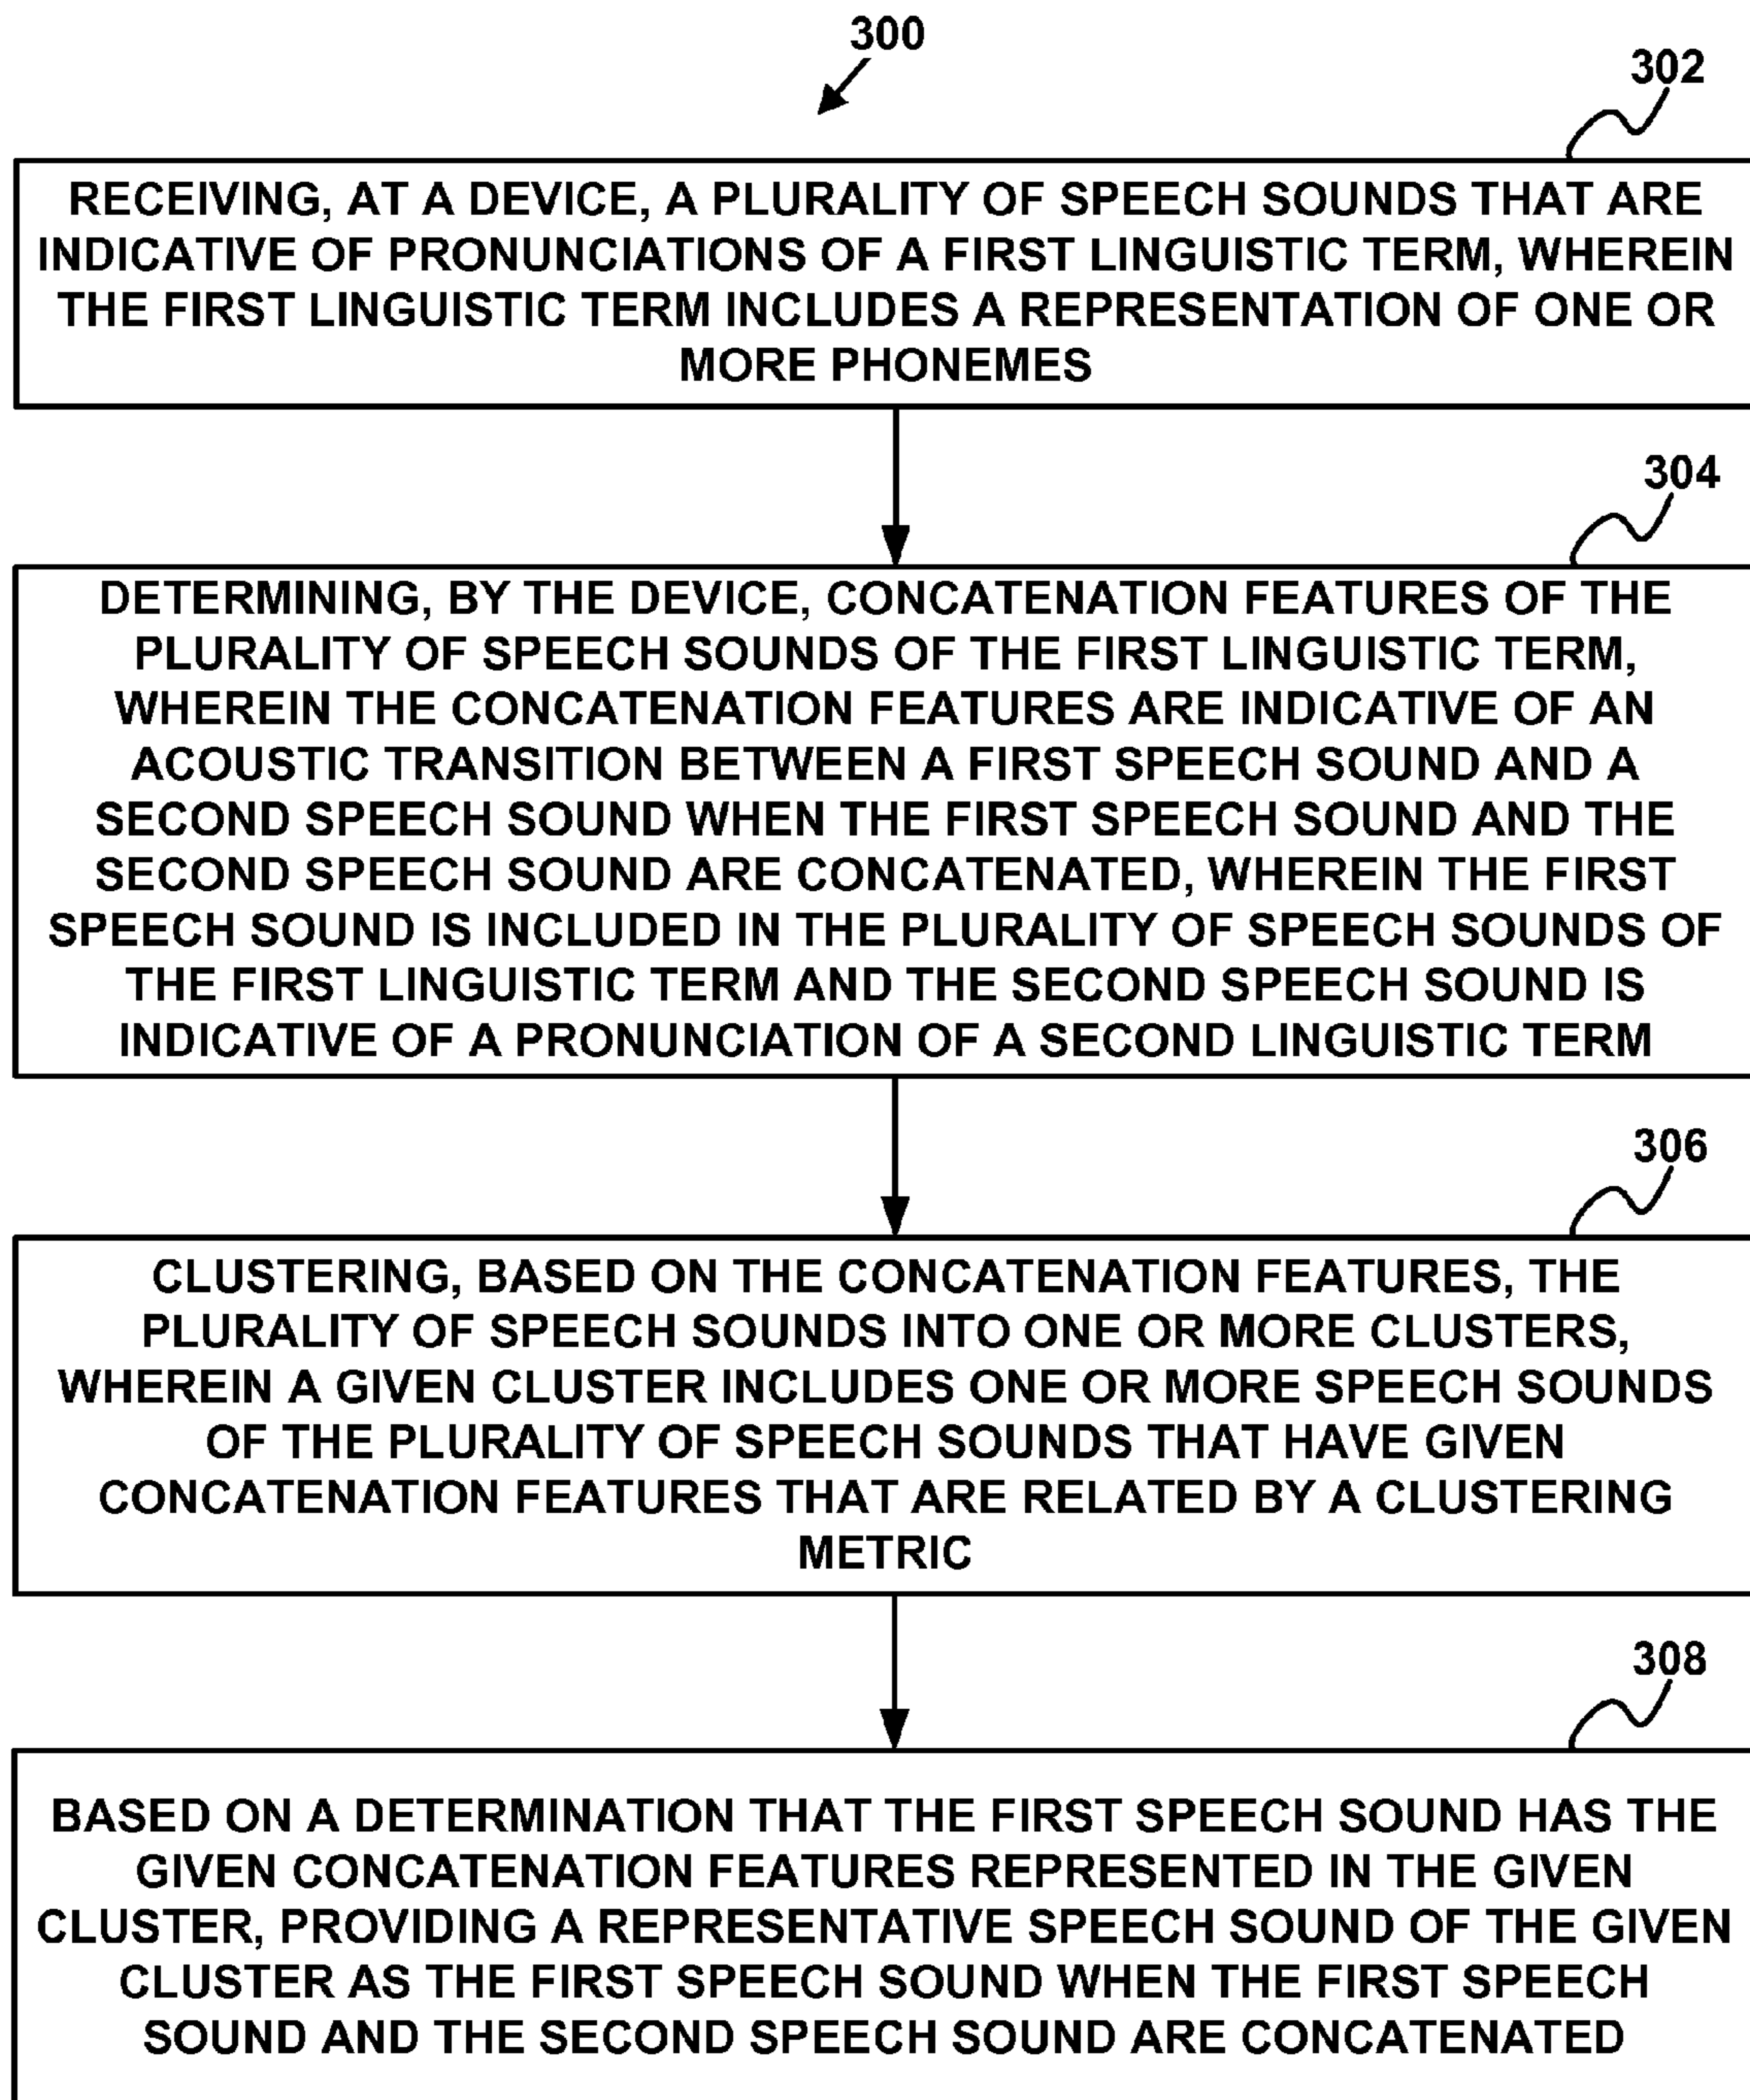 300
302
RECEIVING, AT A DEVICE, A PLURALITY OF SPEECH SOUNDS THAT ARE
INDICATIVE OF PRONUNCIATIONS OF A FIRST LINGUISTIC TERM, WHEREIN
THE FIRST LINGUISTIC TERM INCLUDES A REPRESENTATION OF ONE OR
MORE PHONEMES
304
DETERMINING, BY THE DEVICE, CONCATENATION FEATURES OF THE
PLURALITY OF SPEECH SOUNDS OF THE FIRST LINGUISTIC TERM,
WHEREIN THE CONCATENATION FEATURES ARE INDICATIVE OF AN
ACOUSTIC TRANSITION BETWEEN A FIRST SPEECH SOUND AND A
SECOND SPEECH SOUND WHEN THE FIRST SPEECH SOUND AND THE
SECOND SPEECH SOUND ARE CONCATENATED, WHEREIN THE FIRST
SPEECH SOUND IS INCLUDED IN THE PLURALITY OF SPEECH SOUNDS OF
THE FIRST LINGUISTIC TERM AND THE SECOND SPEECH SOUND IS
INDICATIVE OF A PRONUNCIATION OF A SECOND LINGUISTIC TERM
306
CLUSTERING, BASED ON THE CONCATENATION FEATURES, THE
PLURALITY OF SPEECH SOUNDS INTO ONE OR MORE CLUSTERS,
WHEREIN A GIVEN CLUSTER INCLUDES ONE OR MORE SPEECH SOUNDS
OF THE PLURALITY OF SPEECH SOUNDS THAT HAVE GIVEN
CONCATENATION FEATURES THAT ARE RELATED BY A CLUSTERING
METRIC
308
BASED ON A DETERMINATION THAT THE FIRST SPEECH SOUND HAS THE
GIVEN CONCATENATION FEATURES REPRESENTED IN THE GIVEN
CLUSTER, PROVIDING A REPRESENTATIVE SPEECH SOUND OF THE GIVEN
CLUSTER AS THE FIRST SPEECH SOUND WHEN THE FIRST SPEECH
SOUND AND THE SECOND SPEECH SOUND ARE CONCATENATED